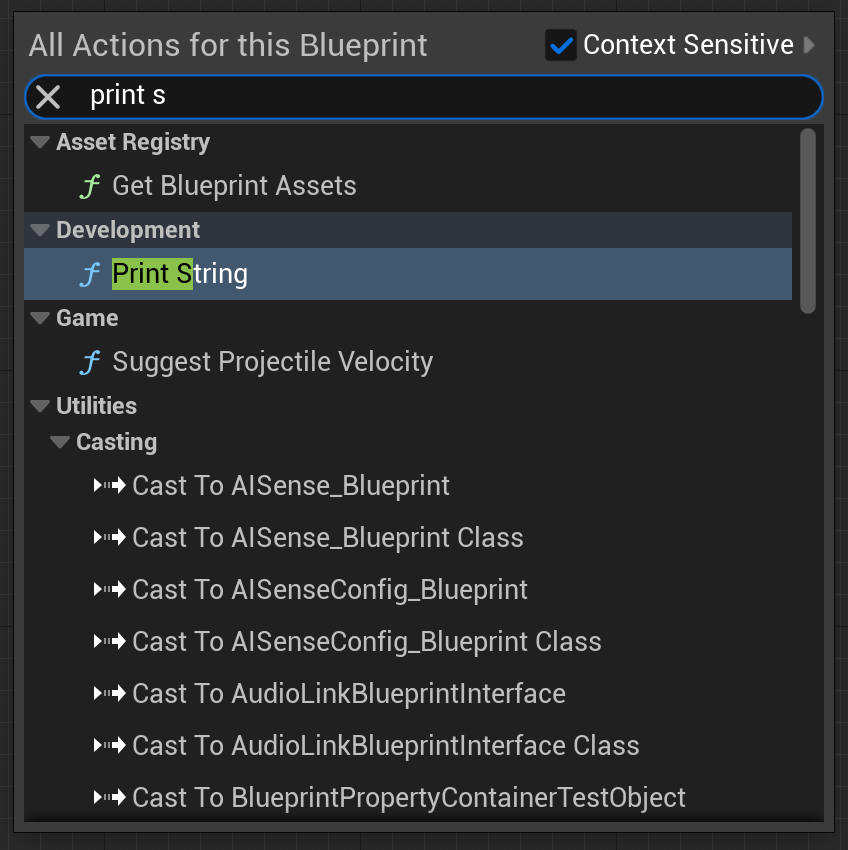 All Actions for this Blueprint Context Sensitive
print s
Asset Registry
Get Blueprint Assets
Development
Print String
Game
Suggest Projectile Velocity
Utilities
Casting
Cast To AISense_Blueprint
Cast To AISense_Blueprint Class
Cast To AISenseConfig_Blueprint
Cast To AISenseConfig_Blueprint Class
Cast To AudioLinkBlueprintInterface
Cast To AudioLinkBlueprintInterface Class
Cast To BlueprintPropertyContainerTestObject